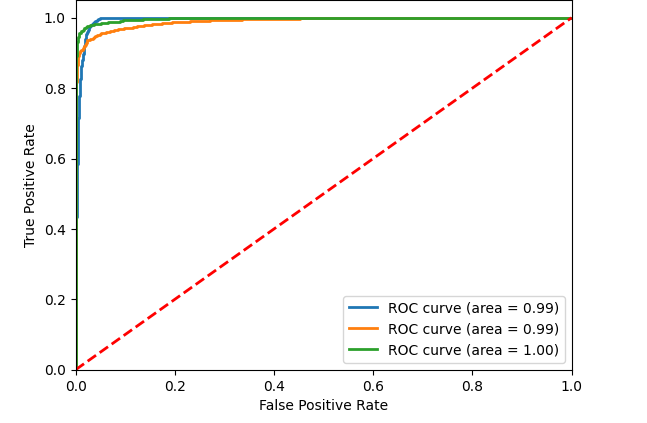 1.0
0.8
0.6
0.4
0.2
0.0
True Positive Rate
ROC curve (area = 0.99)
ROC curve (area = 0.99)
ROC curve (area = 1.00)
0.0 0.2 0.4 0.6 0.8 1.0
False Positive Rate